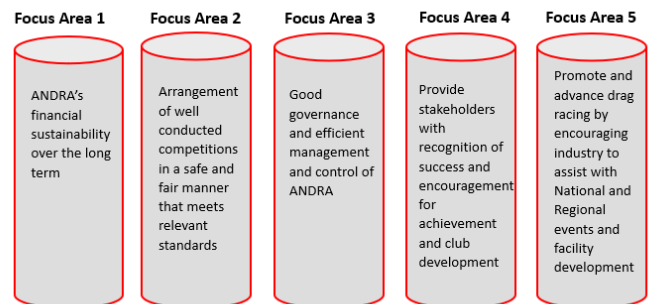 Focus Area 1
ANDRA's
financial
sustainability
over the long
term
Focus Area 2
Arrangement
of well
conducted
competitions
in a safe and
fair manner
that meets
relevant
standards
Focus Area 3
Good
governance
and efficient
management
and control of
ANDRA
Focus Area 4
Provide
stakeholders
with
recognition of
success and
encouragement
for
achievement
and club
development
Focus Area 5
Promote and
advance drag
racing by
encouraging
industry to
assist with
National and
Regional
events and
facility
development